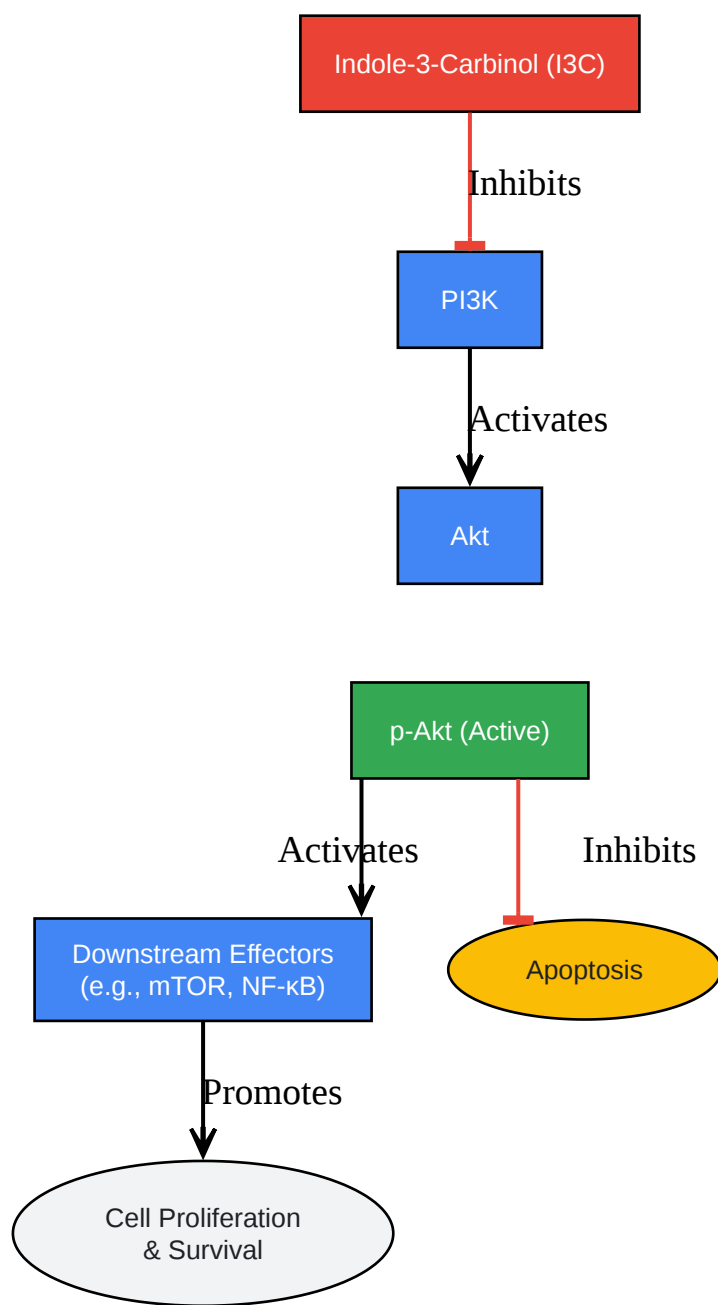 Indole-3-Carbinol (I3C)
Inhibits
PI3K
Activates
Akt
p-Akt (Active)
Activates
Inhibits
Downstream Effectors
(e.g., mTOR, NF-κB)
Apoptosis
Promotes
Cell Proliferation
& Survival